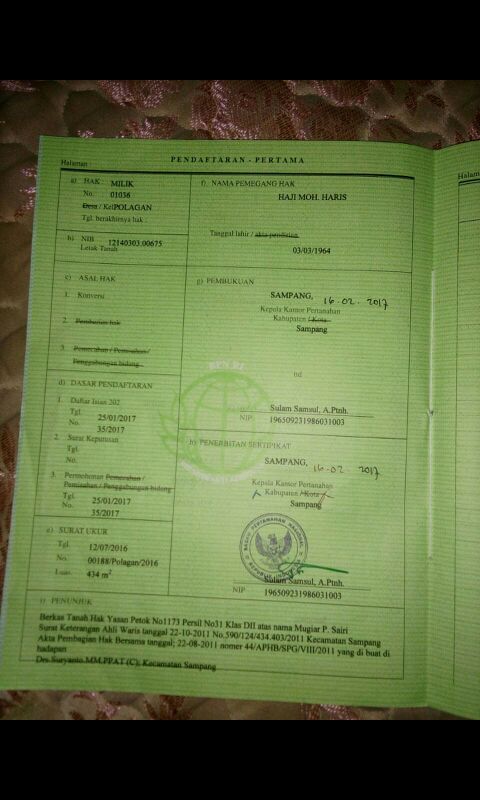 Halaman
PENDAFTARAN - PERTAMA
Halam
a) HAK MILIK
No. 01036
Desa / Kel POLAGAN
Tgl. berakhirnya hak
b) NIB 12140303.00675
Letak Tanah
c) ASAL HAK
1. Konversi
2. Pemberian hak
3. Pemecahan / Pemisahan /
Penggabungan bidang
d) DASAR PENDAFTARAN
1. Daftar Isian 202
Tgl. 25/01/2017
No. 35/2017
2. Surat Keputusan
Tgl.
No.
3. Permohonan Pemecahan /
Pemisahan / Penggabungan bidang
Tgl. 25/01/2017
No. 35/2017
e) SURAT UKUR
Tgl. 12/07/2016
No. 00188/Polagan/2016
Luas. 434 m²
f) NAMA PEMEGANG HAK
HAJI MOH. HARIS
Tanggal lahir / akta pendirian
03/03/1964
g) PEMBUKUAN
SAMPANG, 16.02.2017
Kepala Kantor Pertanahan
Kabupaten / Kota
Sampang
ttd
Sulam Samsul, A.Ptnh.
NIP 196509231986031003
h) PENERBITAN SERTIPIKAT
SAMPANG, 16-02 2017
Kepala Kantor Pertanahan
Kabupaten / Kota
Sampang
BADAN PERTANAHAN NASIONAL
REPUBLIK INDONESIA
Sulam Samsul, A.Ptnh.
NIP 196509231986031003
BPN RI
i) PENUNJUK
Berkas Tanah Hak Yasan Petok No1173 Persil No31 Klas DII atas nama Mugiar P. Sairi
Surat Keterangan Ahli Waris tanggal 22-10-2011 No,590/124/434.403/2011 Kecamatan Sampang
Akta Pembagian Hak Bersama tanggal; 22-08-2011 nomer 44/APHB/SPG/VIII/2011 yang di buat di
hadapan
Drs.Suryanto.MM.PPAT (C); Kecamatan Sampang